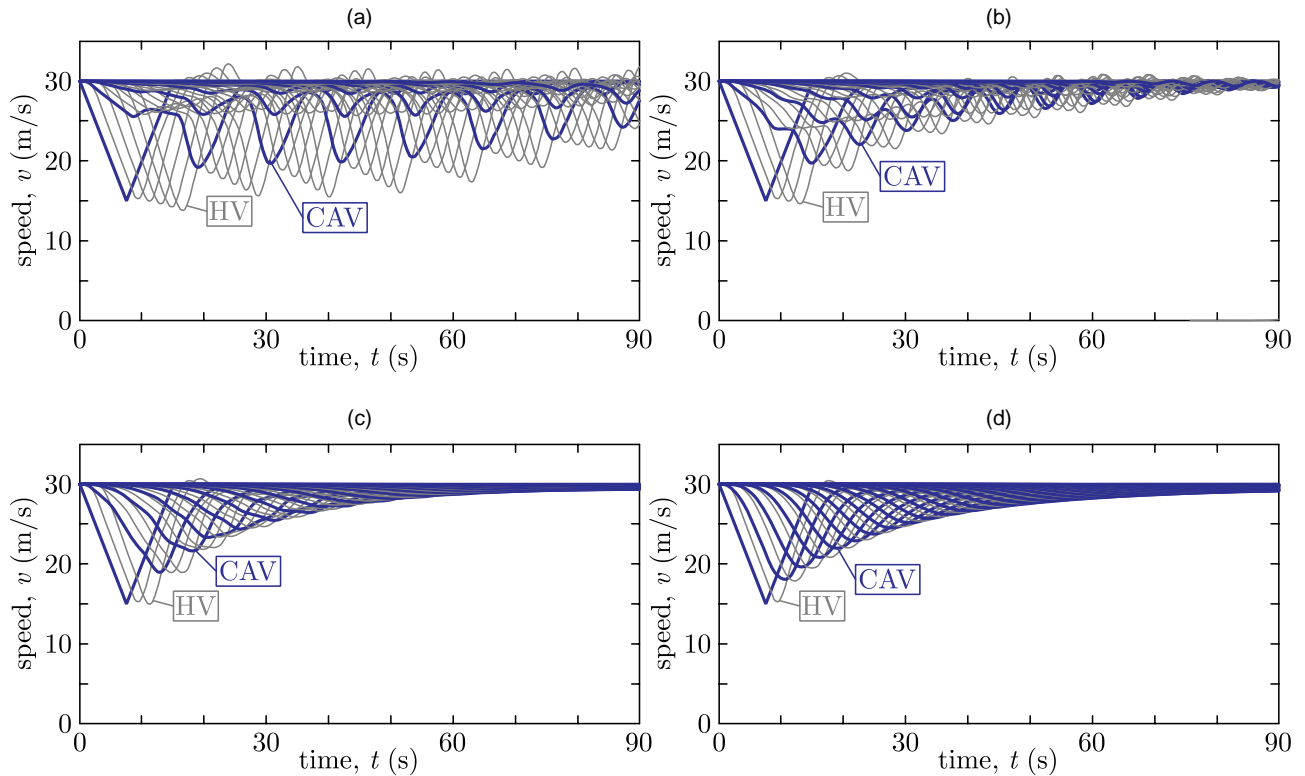 (a)
speed, v (m/s)
30
20
10
0
HV
CAV
0 30 60 90
time, t (s)
(b)
speed, v (m/s)
30
20
10
0
CAV
HV
0 30 60 90
time, t (s)
(c)
speed, v (m/s)
30
20
10
0
CAV
HV
0 30 60 90
time, t (s)
(d)
speed, v (m/s)
30
20
10
0
CAV
HV
0 30 60 90
time, t (s)